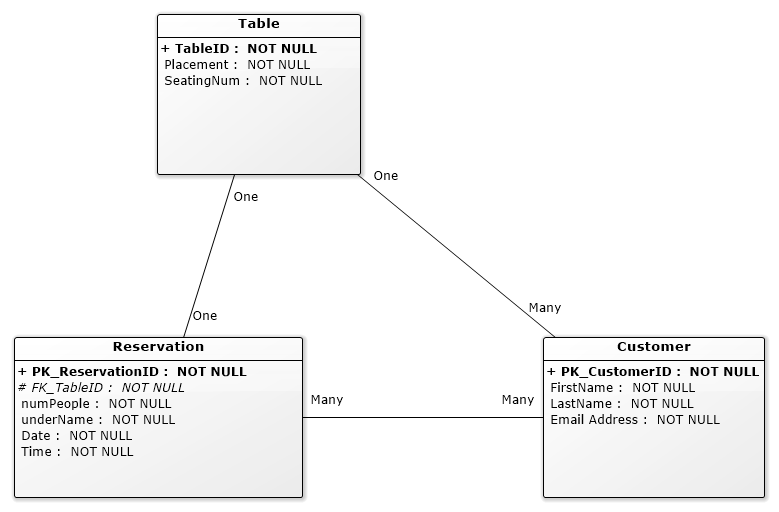 Table
+ TableID : NOT NULL
Placement : NOT NULL
SeatingNum : NOT NULL
One
One
One
Many
Reservation
+ PK_ReservationID : NOT NULL
# FK_TableID : NOT NULL
numPeople : NOT NULL
underName : NOT NULL
Date : NOT NULL
Time : NOT NULL
Many
Many
Customer
+ PK_CustomerID : NOT NULL
FirstName : NOT NULL
LastName : NOT NULL
Email Address : NOT NULL